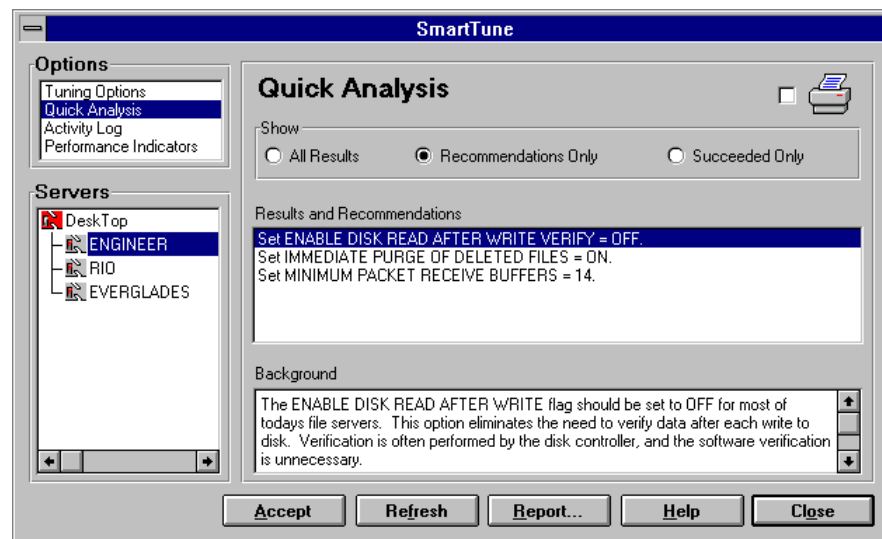 SmartTune
Options
Tuning Options
Quick Analysis
Activity Log
Performance Indicators
Servers
DeskTop
ENGINEER
RIO
EVERGLADES
Quick Analysis
Show
All Results
Recommendations Only
Succeeded Only
Results and Recommendations
Set ENABLE DISK READ AFTER WRITE VERIFY = OFF.
Set IMMEDIATE PURGE OF DELETED FILES = ON.
Set MINIMUM PACKET RECEIVE BUFFERS = 14.
Background
The ENABLE DISK READ AFTER WRITE flag should be set to OFF for most of
todays file servers. This option eliminates the need to verify data after each write to
disk. Verification is often performed by the disk controller, and the software verification
is unnecessary.
Accept
Refresh
Report...
Help
Close